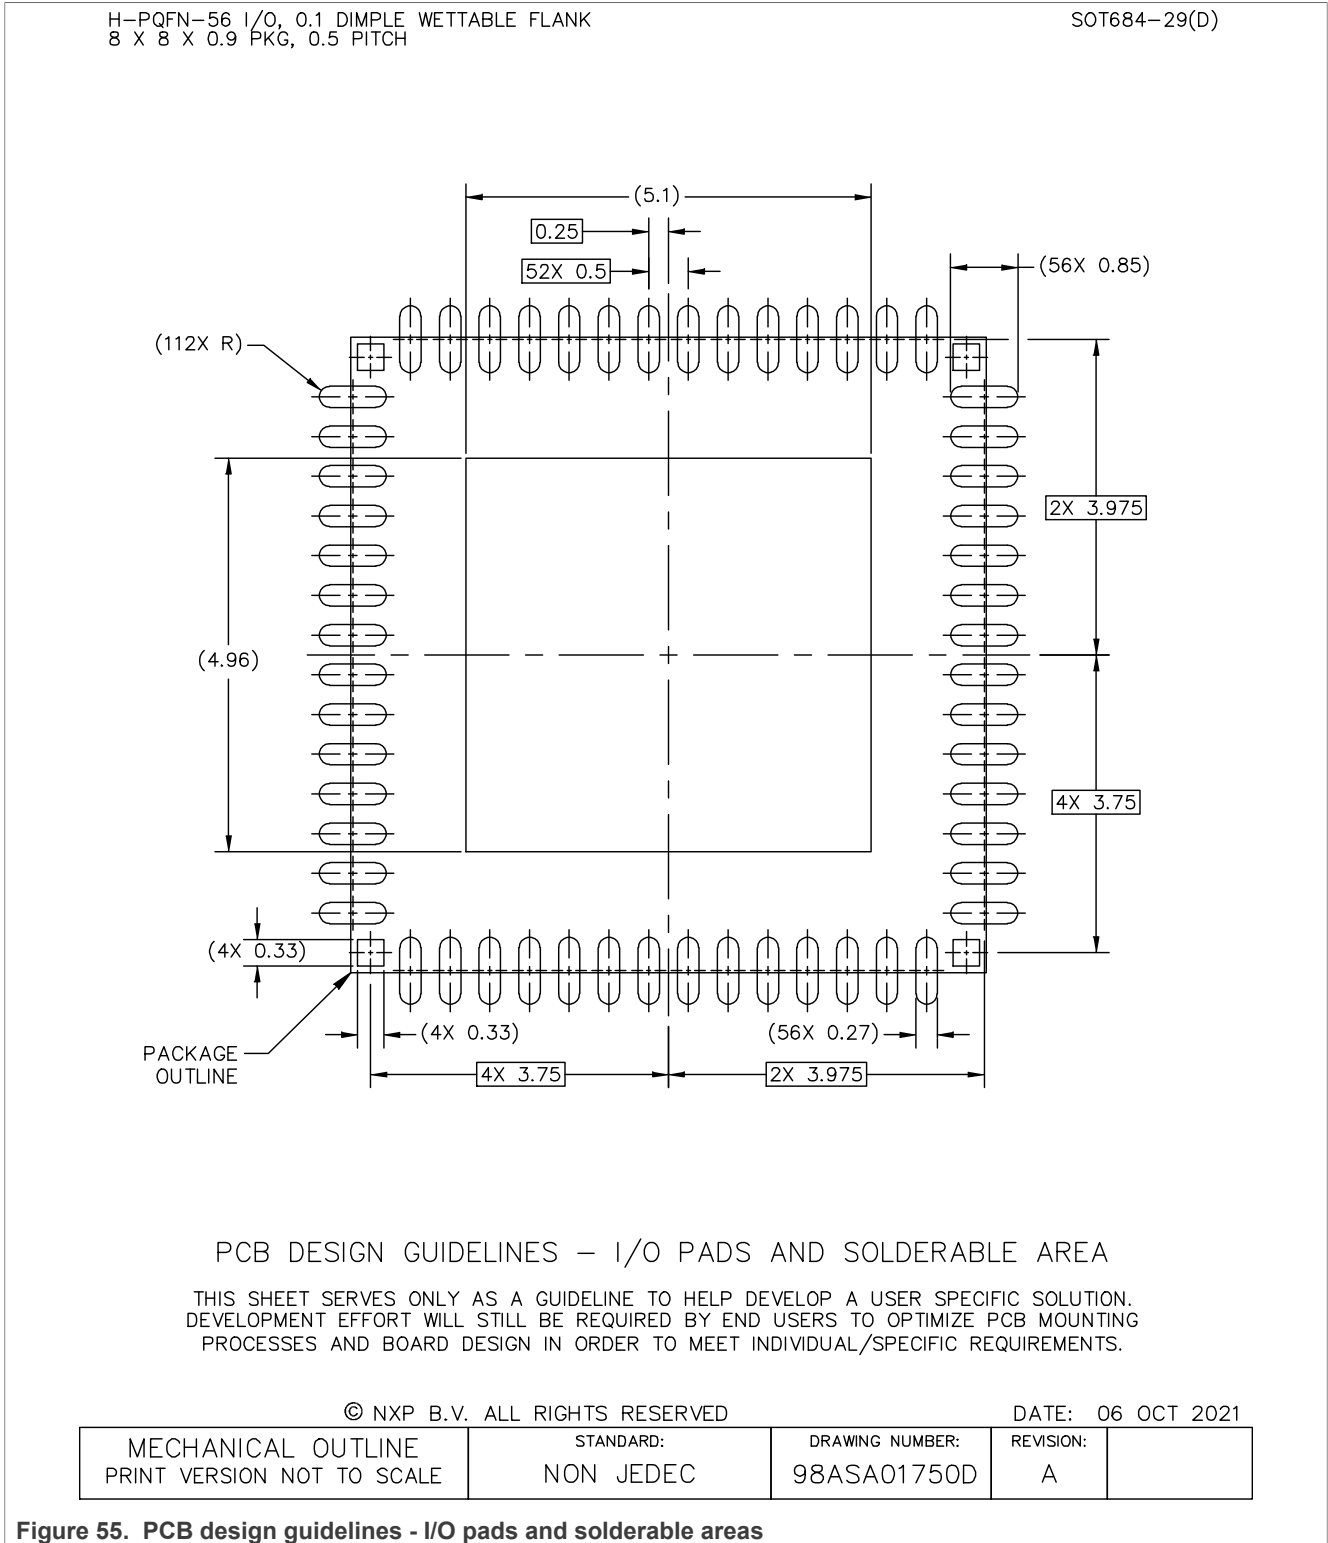 H-PQFN-56 I/O, 0.1 DIMPLE WETTABLE FLANK
8 X 8 X 0.9 PKG, 0.5 PITCH
SOT684-29(D)
(5.1)
0.25
52X 0.5
(56X 0.85)
(112X R)
2X 3.975
(4.96)
4X 3.75
(4X 0.33)
(4X 0.33)
(56X 0.27)
PACKAGE
OUTLINE
4X 3.75
2X 3.975
PCB DESIGN GUIDELINES – I/O PADS AND SOLDERABLE AREA
THIS SHEET SERVES ONLY AS A GUIDELINE TO HELP DEVELOP A USER SPECIFIC SOLUTION.
DEVELOPMENT EFFORT WILL STILL BE REQUIRED BY END USERS TO OPTIMIZE PCB MOUNTING
PROCESSES AND BOARD DESIGN IN ORDER TO MEET INDIVIDUAL/SPECIFIC REQUIREMENTS.
© NXP B.V. ALL RIGHTS RESERVED
DATE: 06 OCT 2021
MECHANICAL OUTLINE
PRINT VERSION NOT TO SCALE
STANDARD:
NON JEDEC
DRAWING NUMBER:
98ASA01750D
REVISION:
A
Figure 55. PCB design guidelines - I/O pads and solderable areas